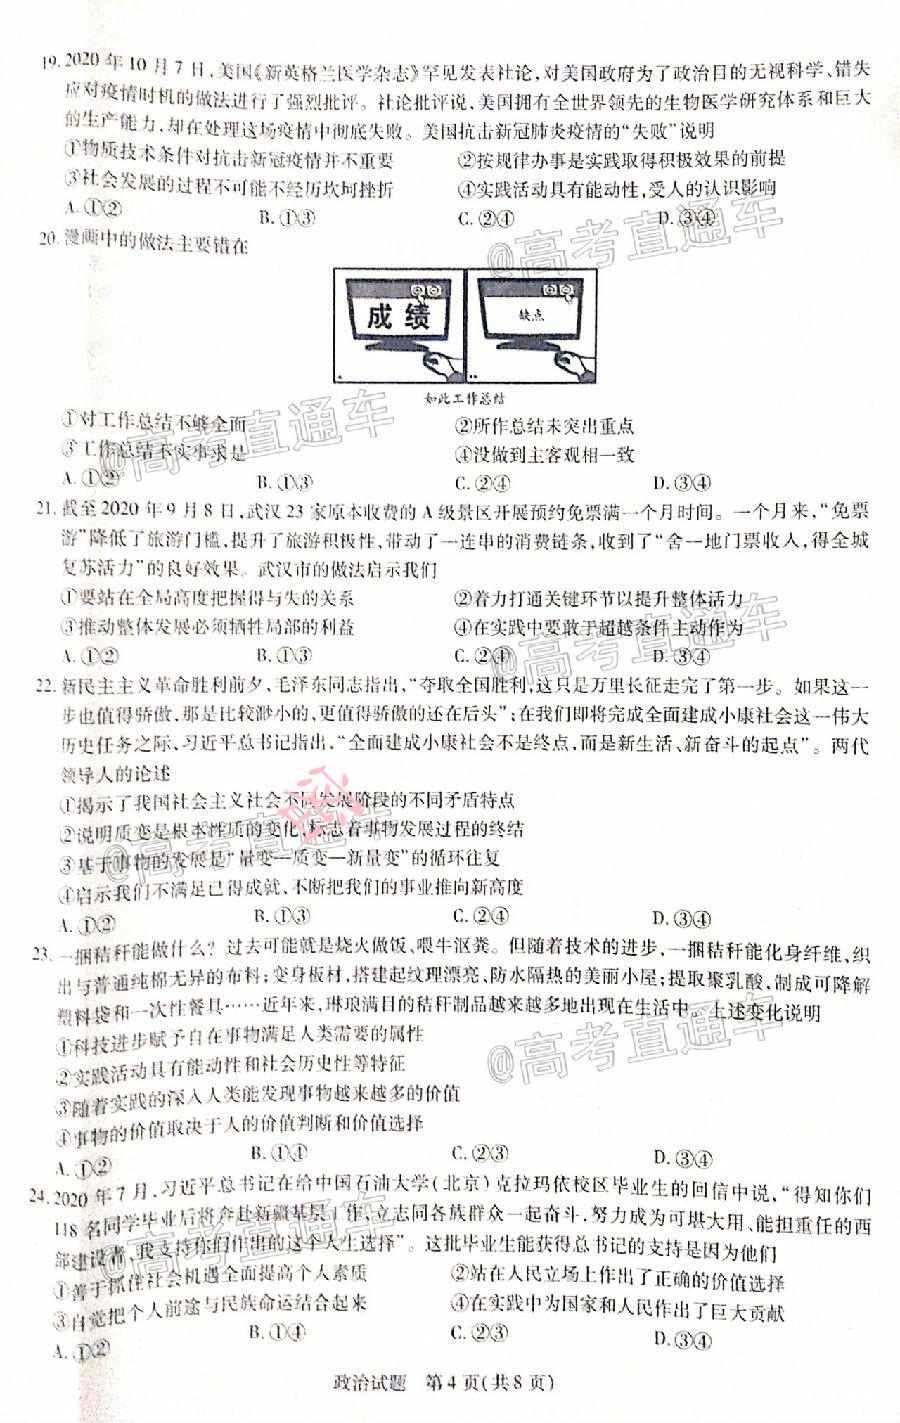 19. 2020年10月7日,美国《新英格兰医学杂志》罕见发表社论,对美国政府为了政治目的无视科学、错失
应对疫情时机的做法进行了强烈批评。社论批评说,美国拥有全世界领先的生物医学研究体系和巨大
的生产能力,却在处理这场疫情中彻底失败。美国抗击新冠肺炎疫情的“失败”说明
①物质技术条件对抗击新冠疫情并不重要 ②按规律办事是实践取得积极效果的前提
③社会发展的过程不可能不经历坎坷挫折 ④实践活动具有能动性,受人的认识影响
A. ①② B. ①③ C. ②④ D. ③④
20. 漫画中的做法主要错在
成绩 缺点
如此工作总结
①对工作总结不够全面 ②所作总结未突出重点
③工作总结不实事求是 ④没做到主客观相一致
A. ①② B. ①③ C. ②④ D. ③④
21. 截至2020年9月8日,武汉23家原本收费的A级景区开展预约免票满一个月时间。一个月来,“免票
游”降低了旅游门槛,提升了旅游积极性,带动了一连串的消费链条,收到了“舍一地门票收人,得全城
复苏活力”的良好效果。武汉市的做法启示我们
①要站在全局高度把握得与失的关系 ②着力打通关键环节以提升整体活力
③推动整体发展必须牺牲局部的利益 ④在实践中要敢于超越条件主动作为
A. ①② B. ①③ C. ②④ D. ③④
22. 新民主主义革命胜利前夕,毛泽东同志指出,“夺取全国胜利,这只是万里长征走完了第一步。如果这一
步也值得骄傲,那是比较渺小的,更值得骄傲的还在后头”;在我们即将完成全面建成小康社会这一伟大
历史任务之际,习近平总书记指出,“全面建成小康社会不是终点,而是新生活、新奋斗的起点”。两代
领导人的论述
①揭示了我国社会主义社会不同发展阶段的不同矛盾特点
②说明质变是根本性质的变化,标志着事物发展过程的终结
③基于事物的发展是“量变—质变—新量变”的循环往复
④启示我们不满足已得成就,不断把我们的事业推向新高度
A. ①② B. ①③ C. ②④ D. ③④
23. 一捆秸秆能做什么?过去可能就是烧火做饭、喂牛沤粪。但随着技术的进步,一捆秸秆能化身纤维,织
出与普通纯棉无异的布料;变身板材,搭建起纹理漂亮、防水隔热的美丽小屋;提取聚乳酸,制成可降解
塑料袋和一次性餐具……近年来,琳琅满目的秸秆制品越来越多地出现在生活中。上述变化说明
①科技进步赋予自在事物满足人类需要的属性
②实践活动具有能动性和社会历史性等特征
③随着实践的深入人类能发现事物越来越多的价值
④事物的价值取决于人的价值判断和价值选择
A. ①② B. ①④ C. ②③ D. ③④
24. 2020年7月,习近平总书记在给中国石油大学(北京)克拉玛依校区毕业生的回信中说,“得知你们
118名同学毕业后将奔赴新疆基层工作,立志同各族群众一起奋斗,努力成为可堪大用、能担重任的西
部建设者,我支持你们作出的这个人生选择”。这批毕业生能获得总书记的支持是因为他们
①善于抓住社会机遇全面提高个人素质 ②站在人民立场上作出了正确的价值选择
③自觉把个人前途与民族命运结合起来 ④在实践中为国家和人民作出了巨大贡献
A. ①② B. ①④ C. ②③ D. ③④
政治试题 第4页(共8页)
@高考直通车
@高考直通车
@高考直通车
@高考直通车
@高考直通车
@高考直通车